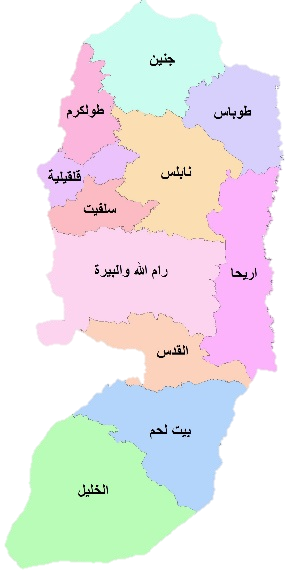 جنين
طولكرم
طوباس
نابلس
قلقيلية
سلفيت
رام الله والبيرة
اريحا
القدس
بيت لحم
الخليل